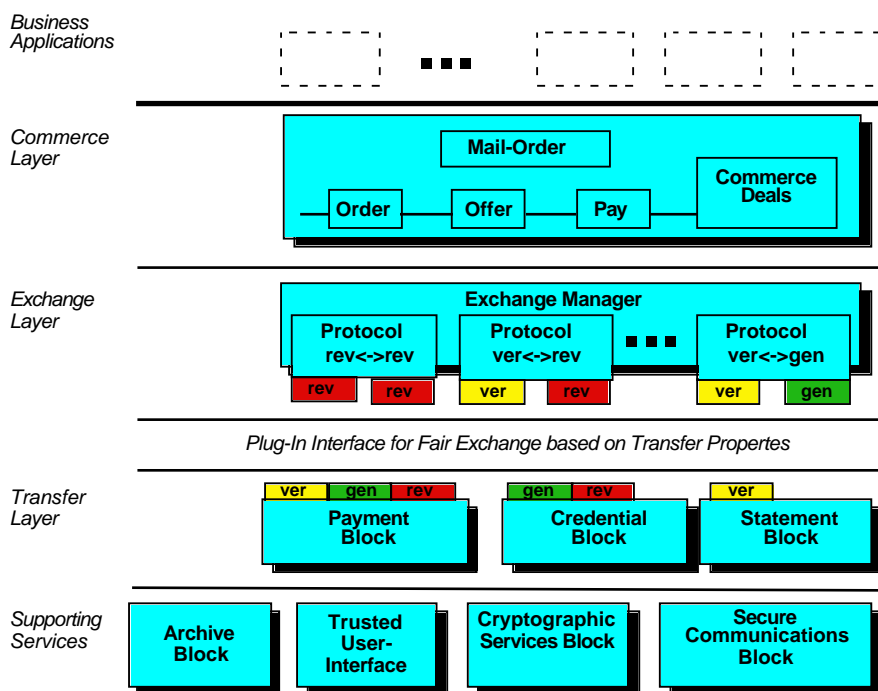 Business
Applications
Commerce
Layer
Mail-Order
Commerce
Deals
Order
Offer
Pay
Exchange
Layer
Exchange Manager
Protocol
rev<->rev
Protocol
ver<->rev
Protocol
ver<->gen
rev
rev
ver
rev
ver
gen
Plug-In Interface for Fair Exchange based on Transfer Propertes
Transfer
Layer
ver
gen
rev
Payment
Block
gen
rev
Credential
Block
ver
Statement
Block
Supporting
Services
Archive
Block
Trusted
User-
Interface
Cryptographic
Services Block
Secure
Communications
Block